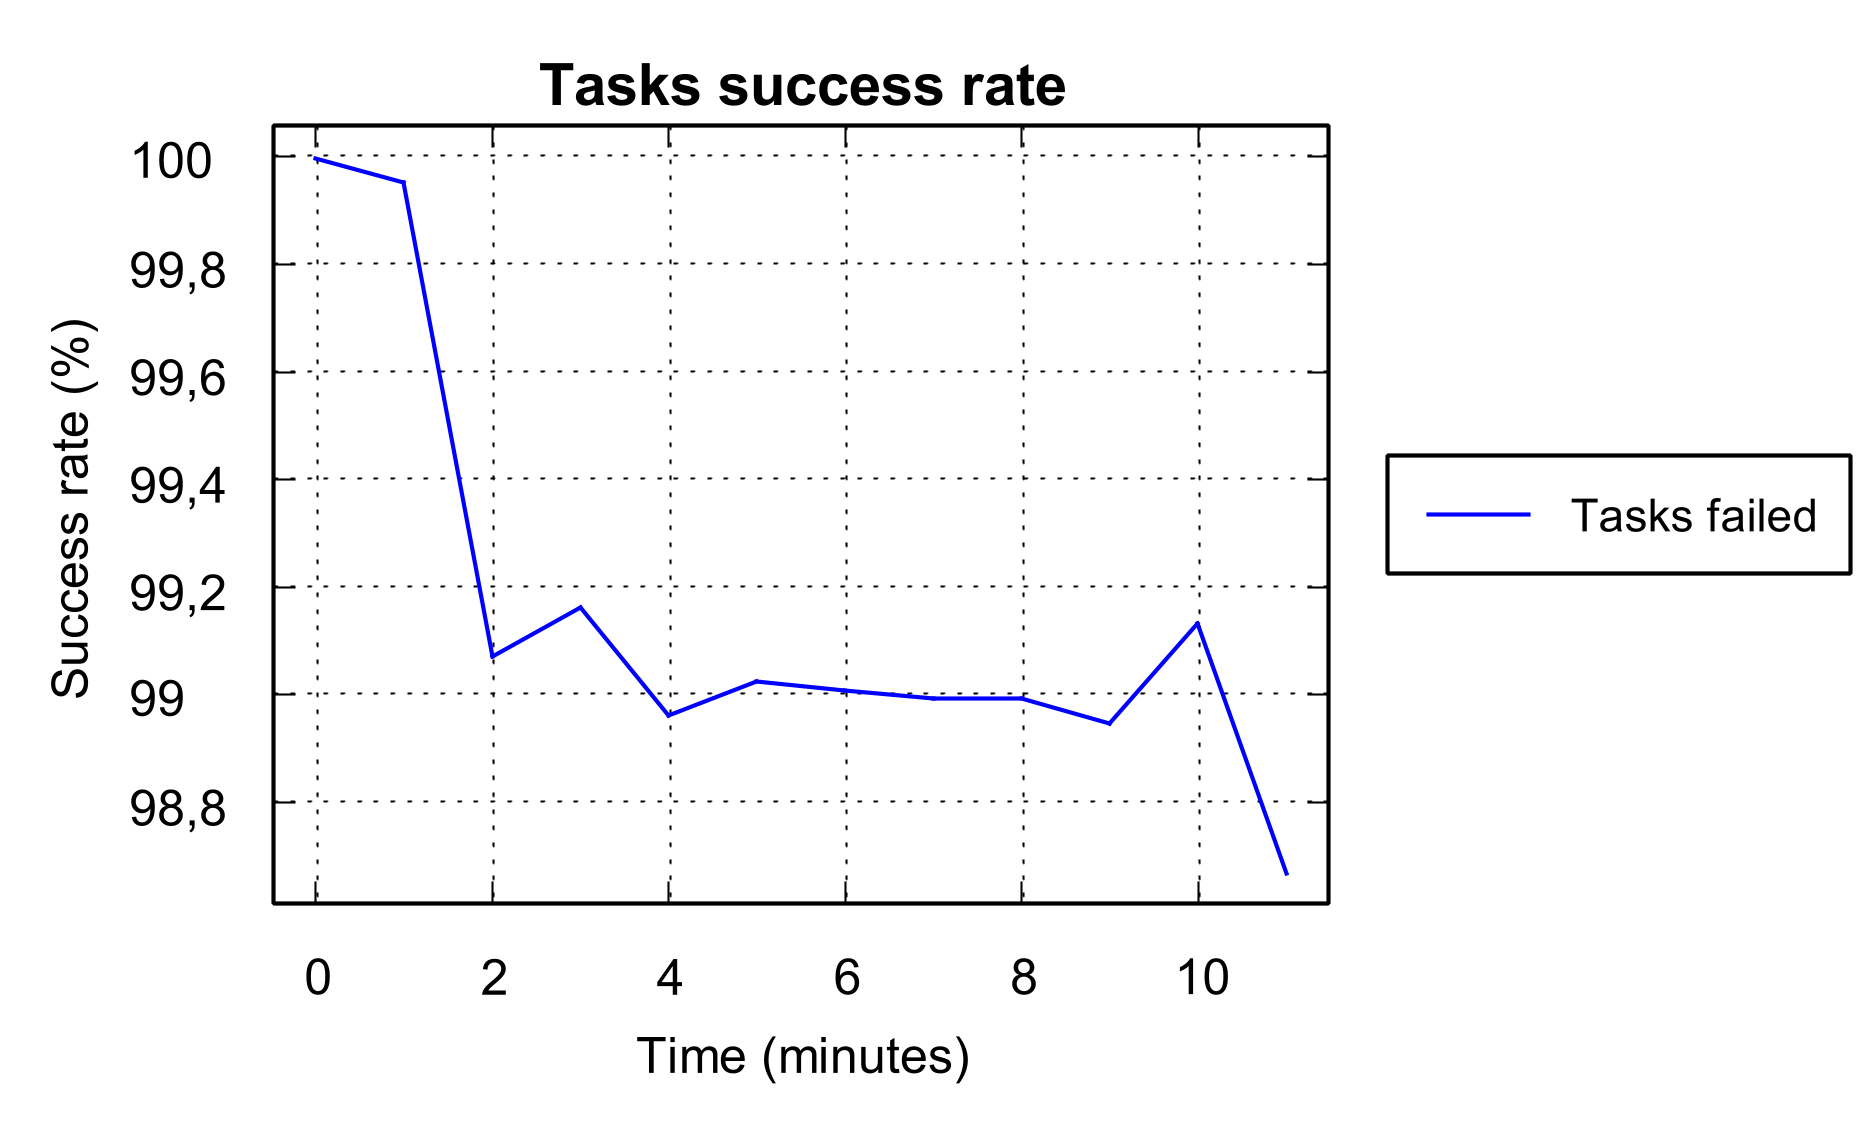 Tasks success rate
100
99,8
99,6
99,4
99,2
99
98,8
Success rate (%)
0 2 4 6 8 10
Time (minutes)
Tasks failed